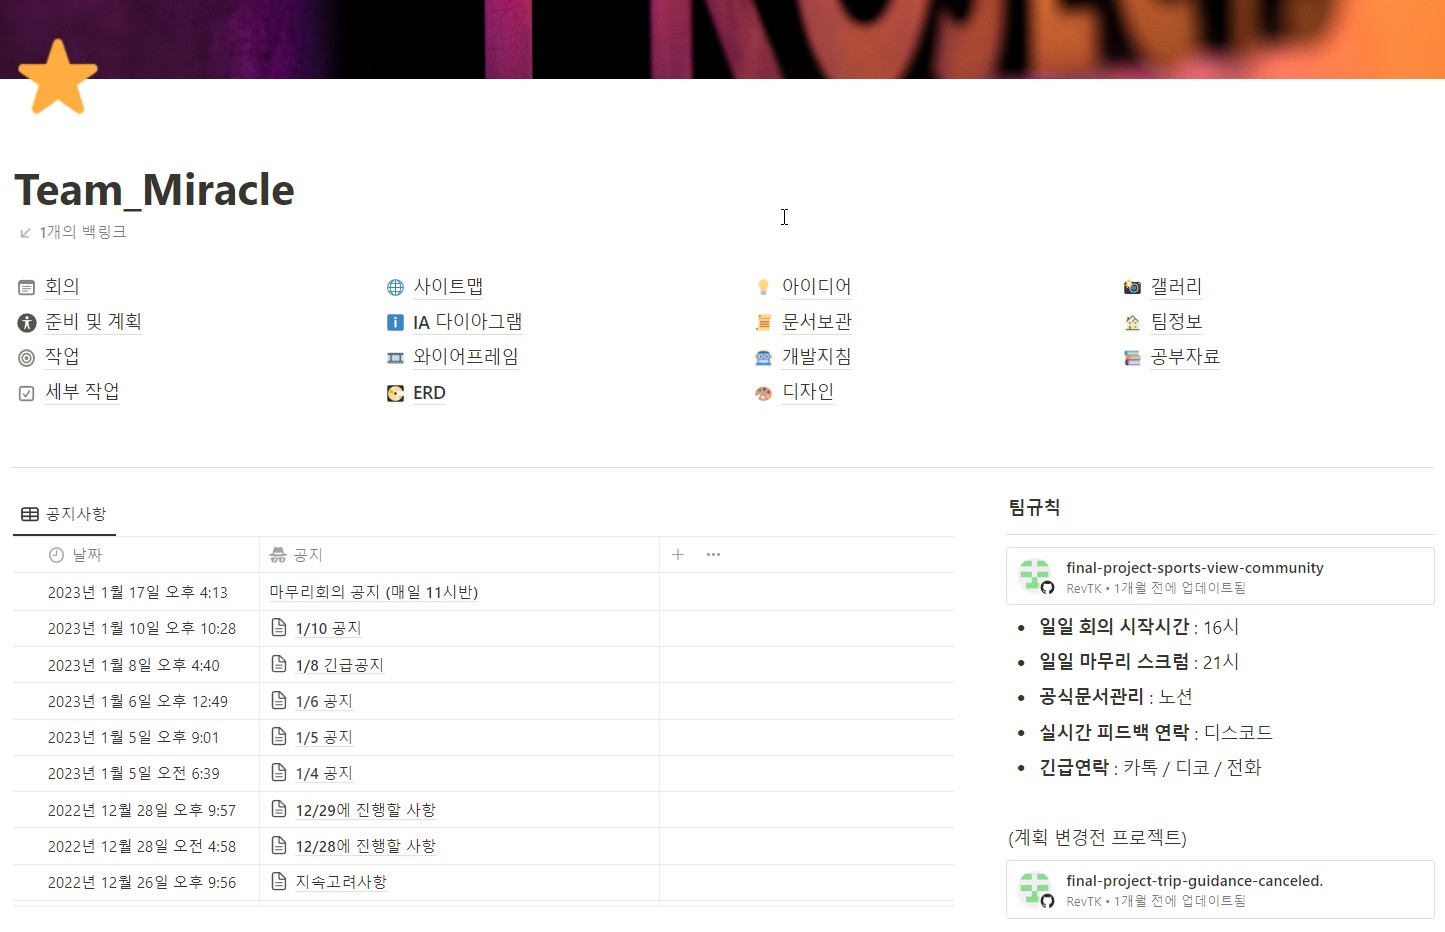 PROJECT
Team_Miracle
1개의 백링크
회의
준비 및 계획
작업
세부 작업
사이트맵
IA 다이아그램
와이어프레임
ERD
아이디어
문서보관
개발지침
디자인
갤러리
팀정보
공부자료
공지사항
날짜 공지
2023년 1월 17일 오후 4:13 마무리회의 공지 (매일 11시반)
2023년 1월 10일 오후 10:28 1/10 공지
2023년 1월 8일 오후 4:40 1/8 긴급공지
2023년 1월 6일 오후 12:49 1/6 공지
2023년 1월 5일 오후 9:01 1/5 공지
2023년 1월 5일 오전 6:39 1/4 공지
2022년 12월 28일 오후 9:57 12/29에 진행할 사항
2022년 12월 28일 오전 4:58 12/28에 진행할 사항
2022년 12월 26일 오후 9:56 지속고려사항
팀규칙
final-project-sports-view-community
RevTK • 1개월 전에 업데이트됨
• 일일 회의 시작시간 : 16시
• 일일 마무리 스크럼 : 21시
• 공식문서관리 : 노션
• 실시간 피드백 연락 : 디스코드
• 긴급연락 : 카톡 / 디코 / 전화
(계획 변경전 프로젝트)
final-project-trip-guidance-canceled.
RevTK • 1개월 전에 업데이트됨